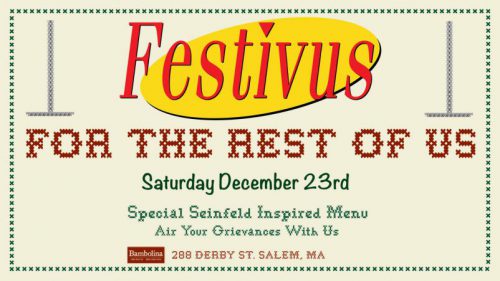 Festivus
FOR THE REST OF US
Saturday December 23rd
Special Seinfeld Inspired Menu
Air Your Grievances With Us
Bambolina
288 DERBY ST. SALEM, MA